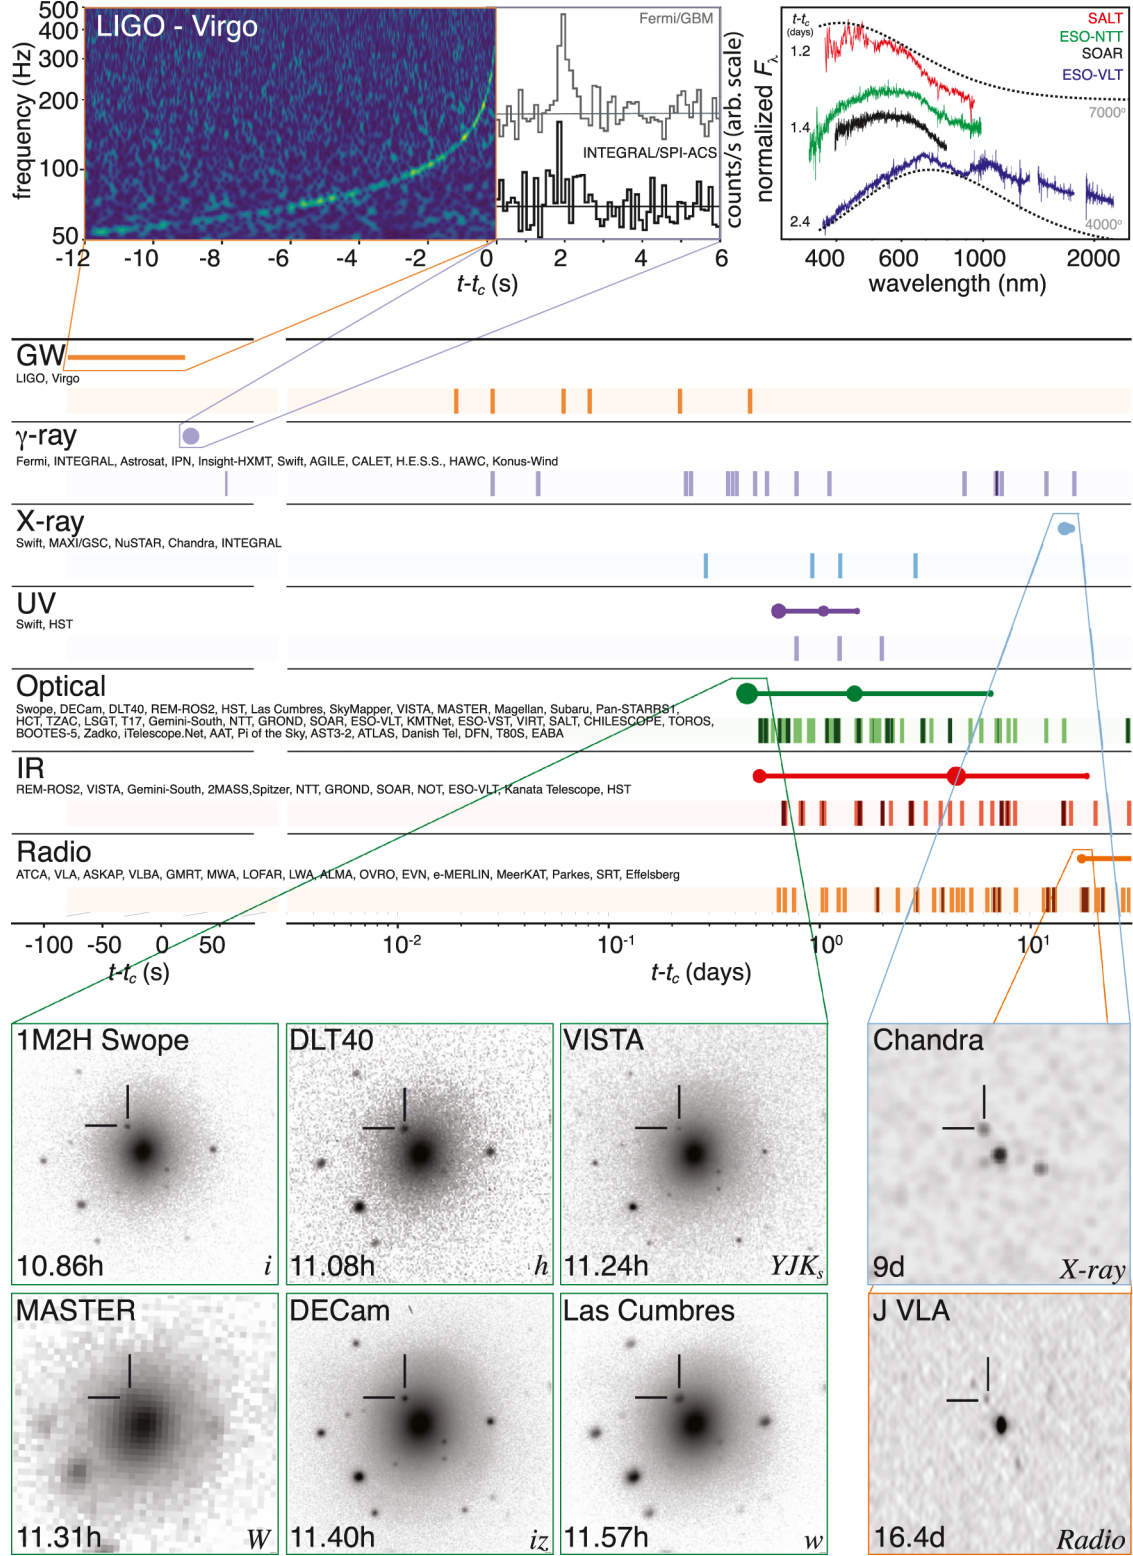 LIGO - Virgo
Fermi/GBM
INTEGRAL/SPI-ACS
frequency (Hz)
500
400
300
200
100
50
-12 -10 -8 -6 -4 -2 0 2 4 6
t-tc (s)
counts/s (arb. scale)
normalized Fλ
t-tc
(days)
1.2
1.4
2.4
SALT
ESO-NTT
SOAR
ESO-VLT
7000º
4000º
400 600 1000 2000
wavelength (nm)
GW
LIGO, Virgo
γ-ray
Fermi, INTEGRAL, Astrosat, IPN, Insight-HXMT, Swift, AGILE, CALET, H.E.S.S., HAWC, Konus-Wind
X-ray
Swift, MAXI/GSC, NuSTAR, Chandra, INTEGRAL
UV
Swift, HST
Optical
Swope, DECam, DLT40, REM-ROS2, HST, Las Cumbres, SkyMapper, VISTA, MASTER, Magellan, Subaru, Pan-STARRS1,
HCT, TZAC, LSGT, T17, Gemini-South, NTT, GROND, SOAR, ESO-VLT, KMTNet, ESO-VST, VIRT, SALT, CHILESCOPE, TOROS,
BOOTES-5, Zadko, iTelescope.Net, AAT, Pi of the Sky, AST3-2, ATLAS, Danish Tel, DFN, T80S, EABA
IR
REM-ROS2, VISTA, Gemini-South, 2MASS,Spitzer, NTT, GROND, SOAR, NOT, ESO-VLT, Kanata Telescope, HST
Radio
ATCA, VLA, ASKAP, VLBA, GMRT, MWA, LOFAR, LWA, ALMA, OVRO, EVN, e-MERLIN, MeerKAT, Parkes, SRT, Effelsberg
-100 -50 0 50 10-2 10-1 100 101
t-tc (s) t-tc (days)
1M2H Swope
10.86h i
DLT40
11.08h h
VISTA
11.24h YJKs
Chandra
9d X-ray
MASTER
11.31h W
DECam
11.40h iz
Las Cumbres
11.57h w
J VLA
16.4d Radio